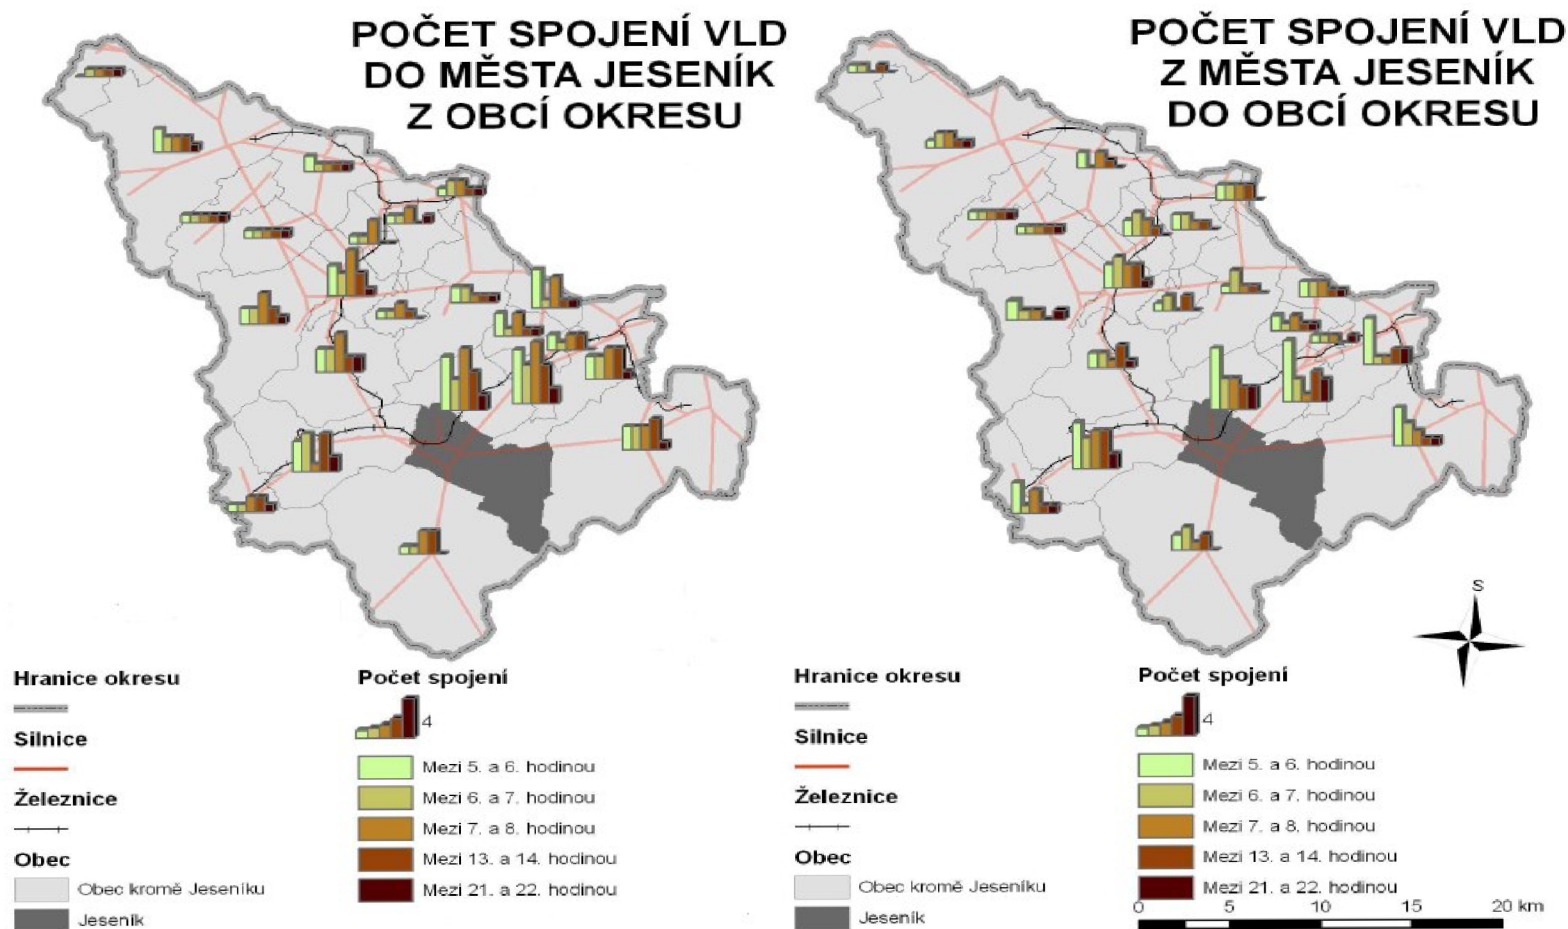 POČET SPOJENÍ VLD
DO MĚSTA JESENÍK
Z OBCÍ OKRESU
Hranice okresu
Silnice
Železnice
Obec
Obec kromě Jeseníku
Jeseník
Počet spojení
4
Mezi 5. a 6. hodinou
Mezi 6. a 7. hodinou
Mezi 7. a 8. hodinou
Mezi 13. a 14. hodinou
Mezi 21. a 22. hodinou
POČET SPOJENÍ VLD
Z MĚSTA JESENÍK
DO OBCÍ OKRESU
S
Hranice okresu
Silnice
Železnice
Obec
Obec kromě Jeseníku
Jeseník
Počet spojení
4
Mezi 5. a 6. hodinou
Mezi 6. a 7. hodinou
Mezi 7. a 8. hodinou
Mezi 13. a 14. hodinou
Mezi 21. a 22. hodinou
0 5 10 15 20 km